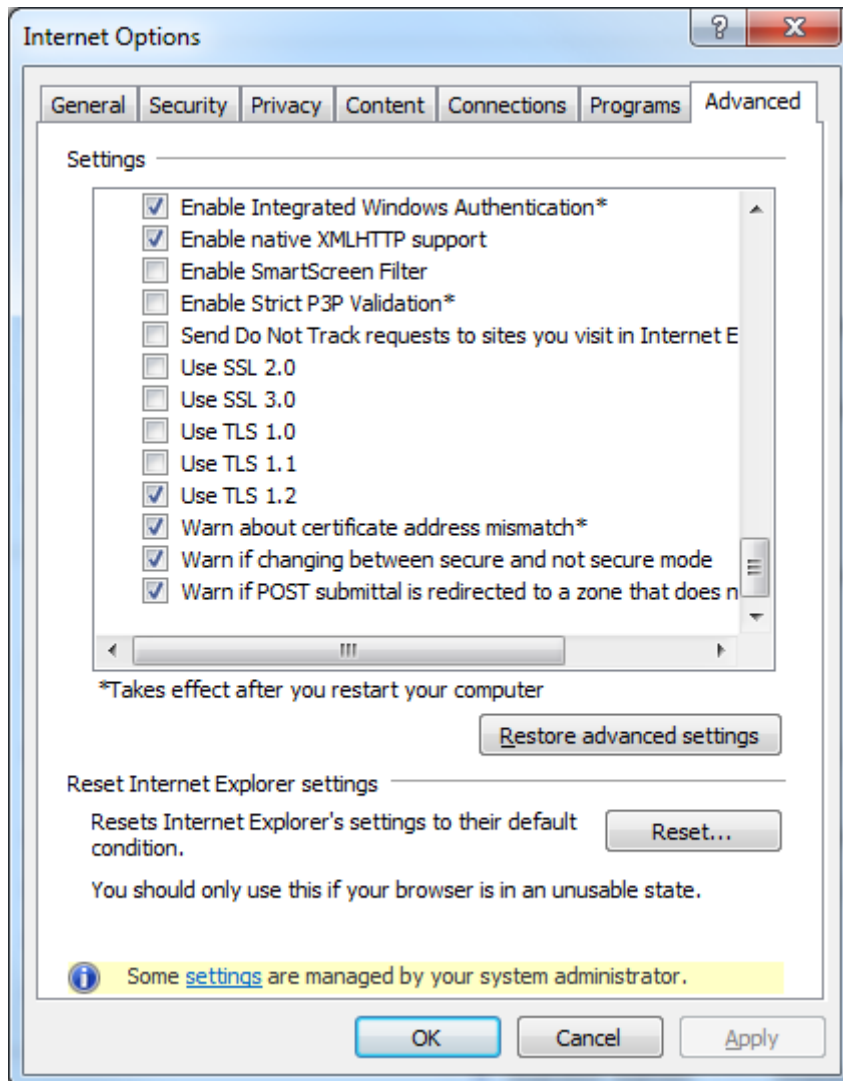 Internet Options
General Security Privacy Content Connections Programs Advanced
Settings
Enable Integrated Windows Authentication*
Enable native XMLHTTP support
Enable SmartScreen Filter
Enable Strict P3P Validation*
Send Do Not Track requests to sites you visit in Internet E
Use SSL 2.0
Use SSL 3.0
Use TLS 1.0
Use TLS 1.1
Use TLS 1.2
Warn about certificate address mismatch*
Warn if changing between secure and not secure mode
Warn if POST submittal is redirected to a zone that does n
*Takes effect after you restart your computer
Restore advanced settings
Reset Internet Explorer settings
Resets Internet Explorer's settings to their default
condition.
Reset...
You should only use this if your browser is in an unusable state.
Some settings are managed by your system administrator.
OK Cancel Apply